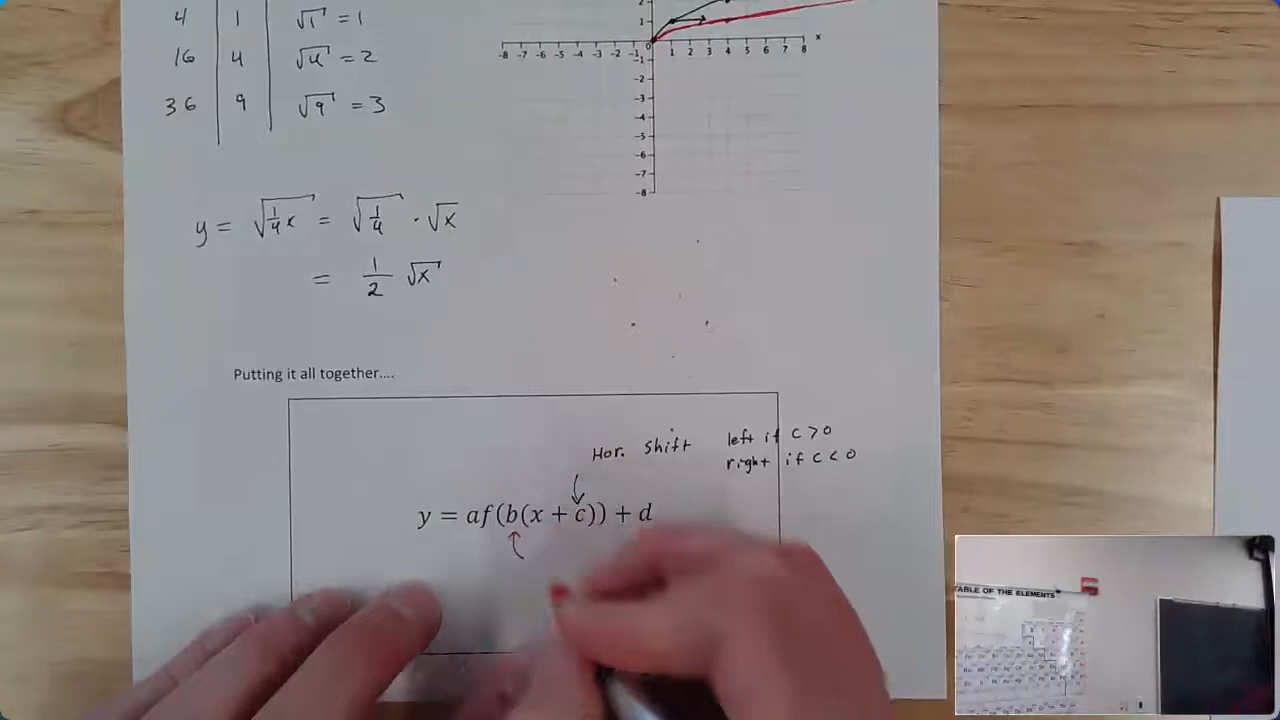 4 1 √1 = 1
16 4 √4 = 2
36 9 √9 = 3
2
1
-8 -7 -6 -5 -4 -3 -2 -1 0 1 2 3 4 5 6 7 8 x
-1
-2
-3
-4
-5
-6
-7
-8
y = √(1/4 x) = √(1/4) · √x
= 1/2 √x
Putting it all together....
Hor. Shift left if c > 0
right if c < 0
y = af(b(x + c)) + d
TABLE OF THE ELEMENTS